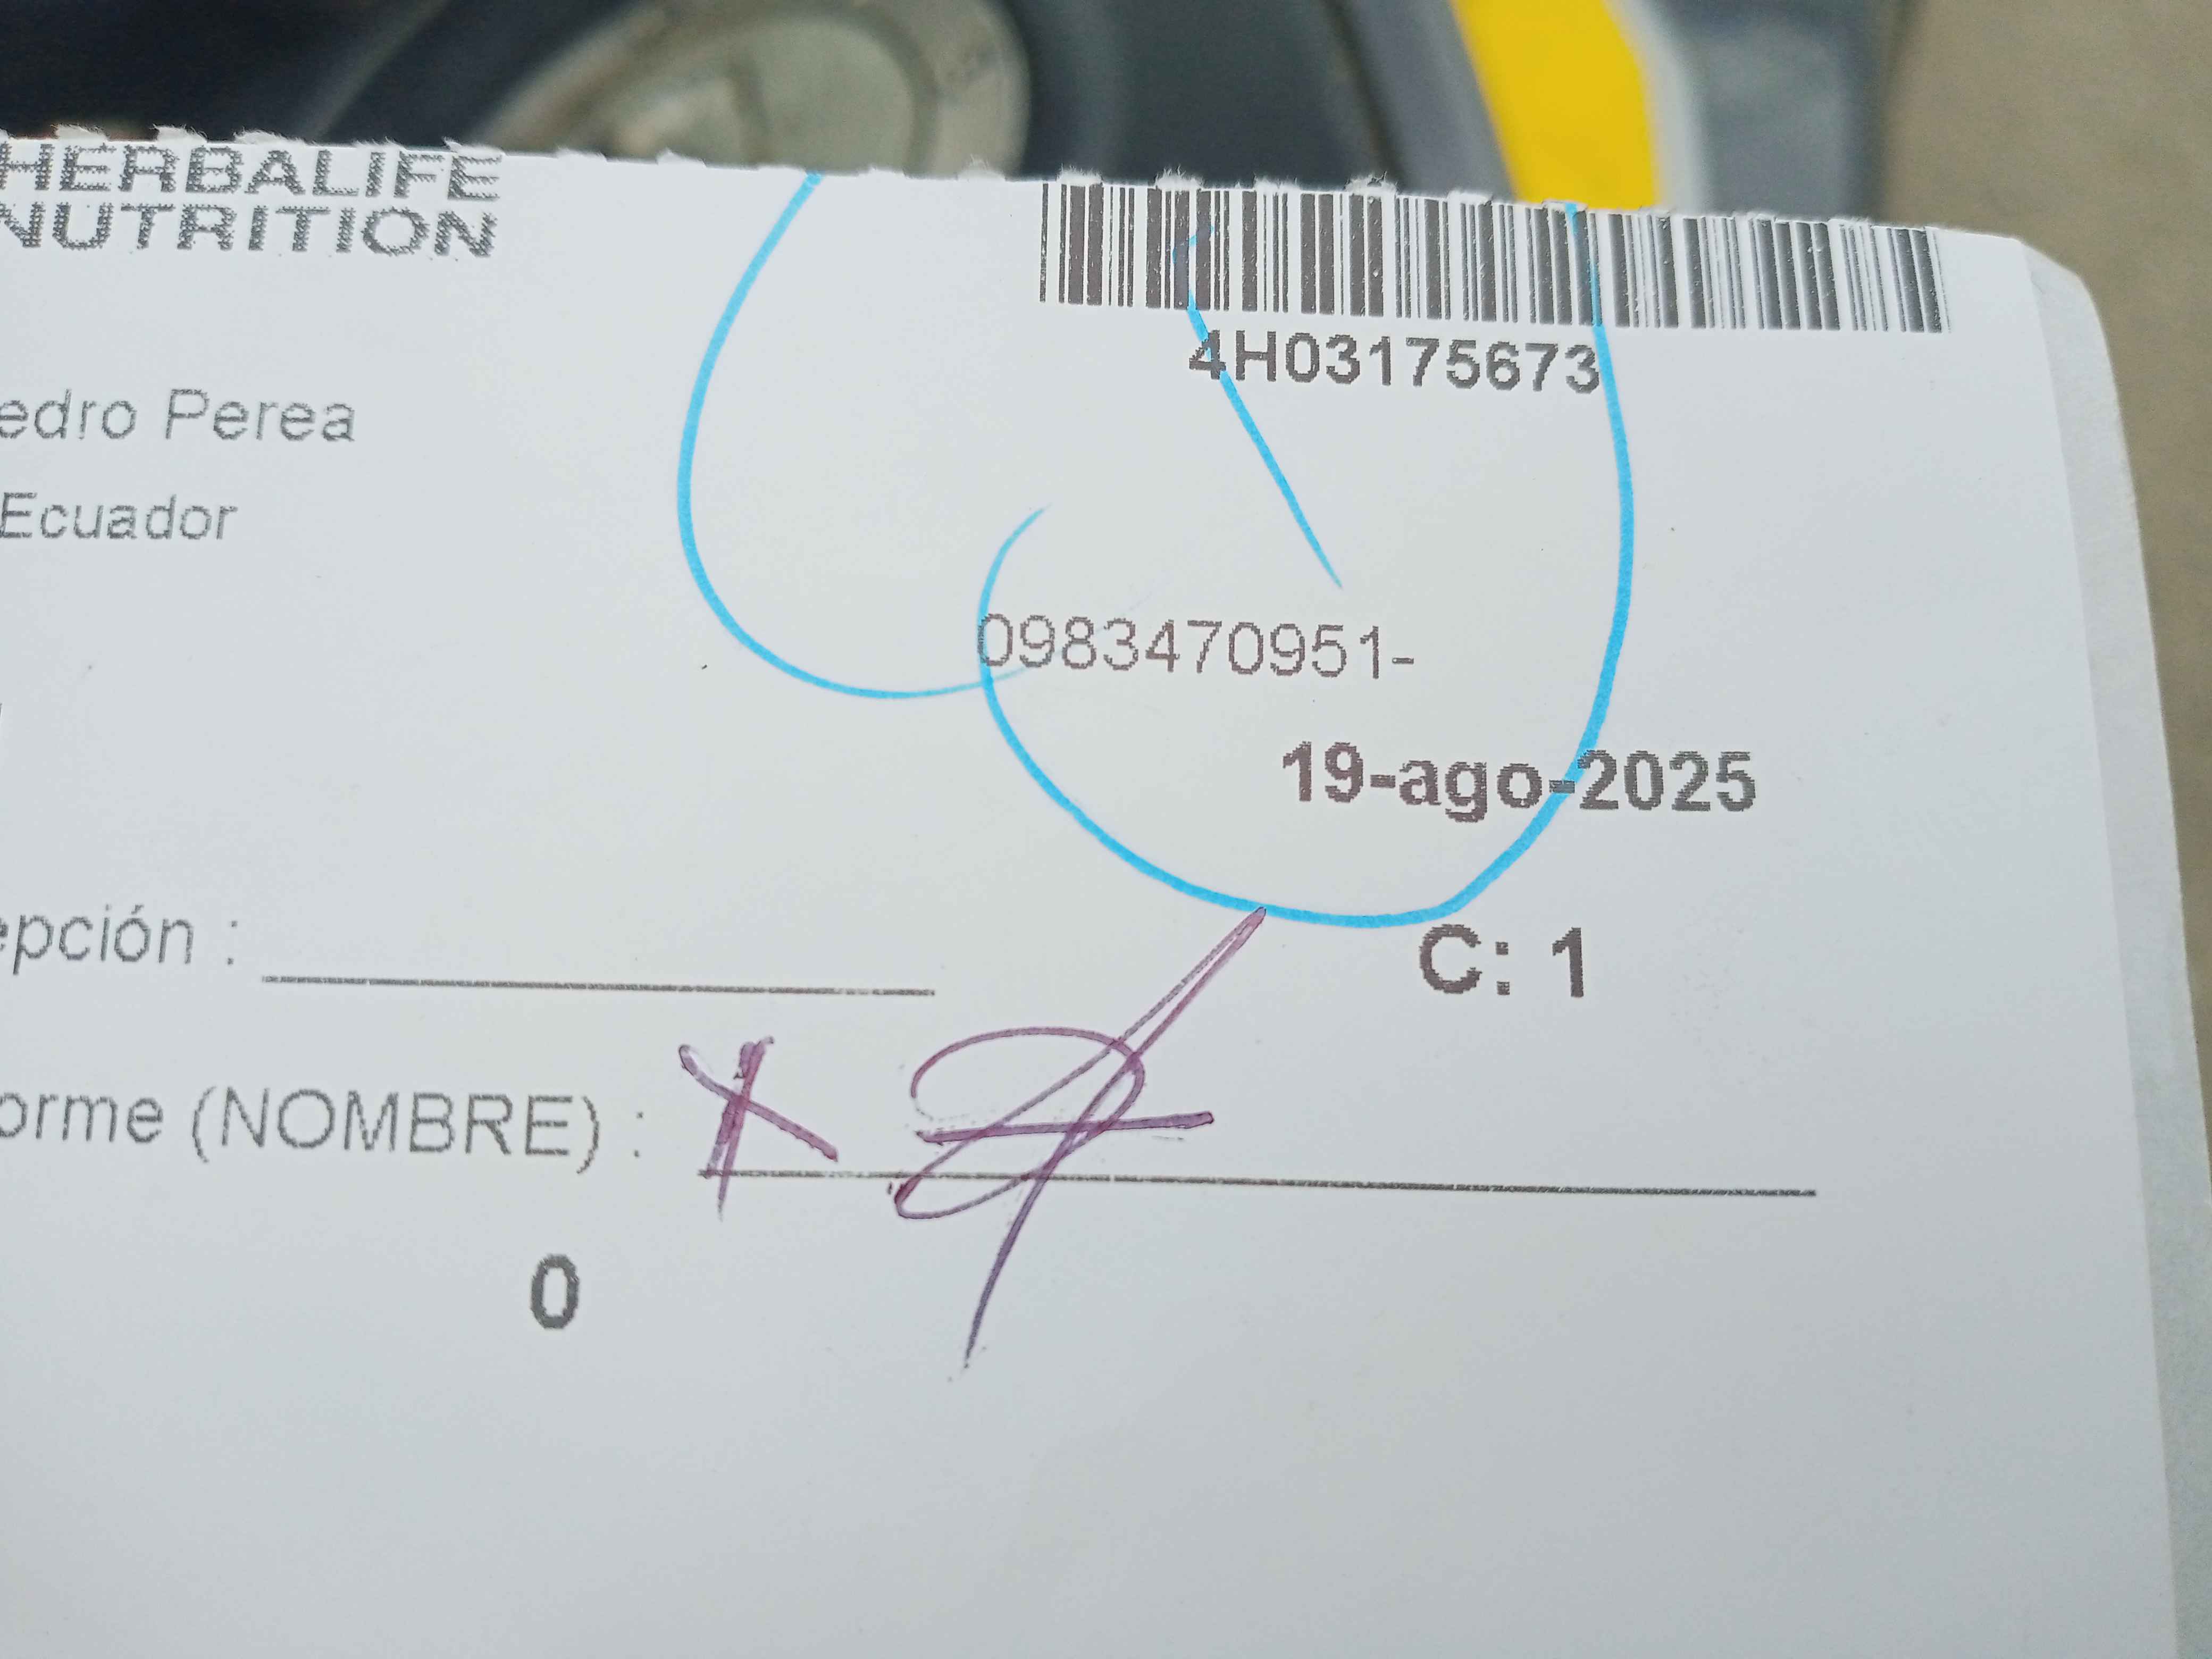 HERBALIFE
NUTRITION
4H03175673
edro Perea
Ecuador
0983470951-
19-ago-2025
epción :
C: 1
orme (NOMBRE) : X
0